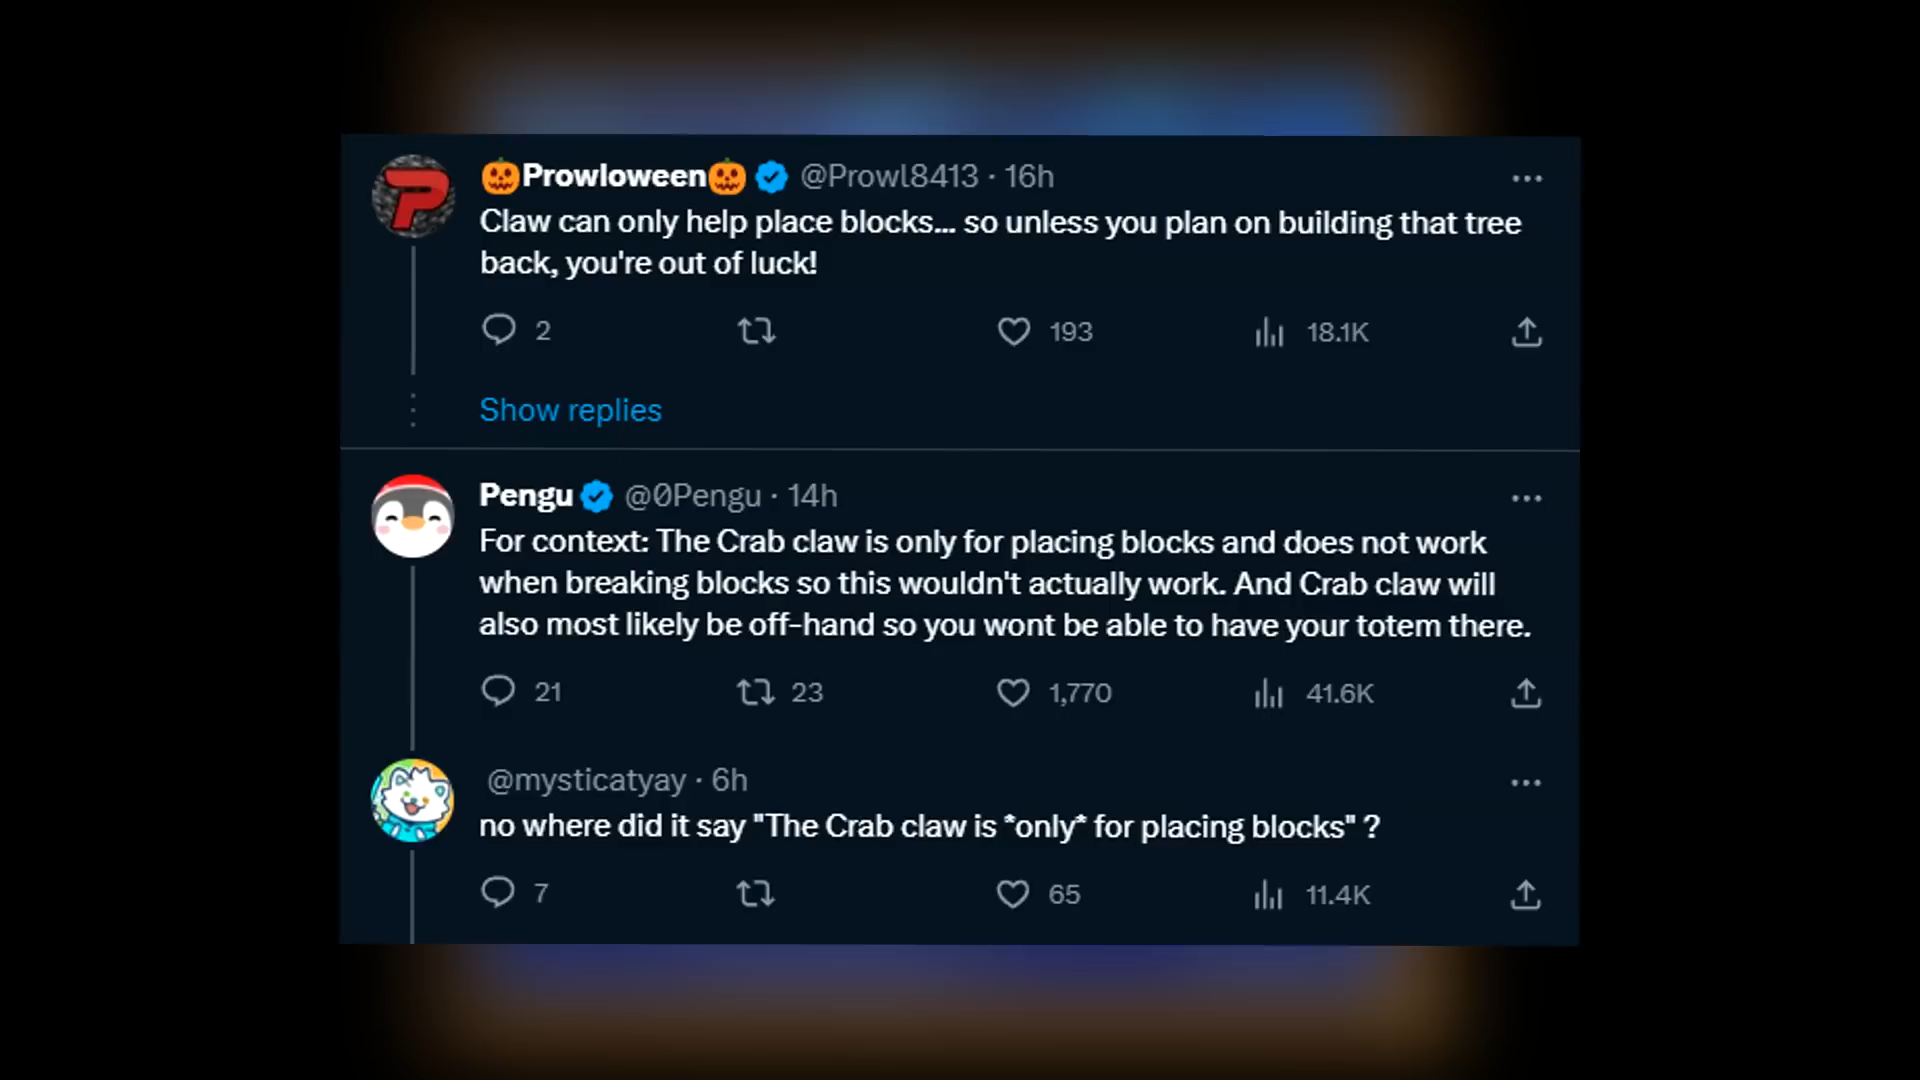 🎃Prowloween🎃 @Prowl8413 · 16h
Claw can only help place blocks... so unless you plan on building that tree
back, you're out of luck!
2 193 18.1K
Show replies
Pengu @0Pengu · 14h
For context: The Crab claw is only for placing blocks and does not work
when breaking blocks so this wouldn't actually work. And Crab claw will
also most likely be off-hand so you wont be able to have your totem there.
21 23 1,770 41.6K
@mysticatyay · 6h
no where did it say "The Crab claw is *only* for placing blocks" ?
7 65 11.4K